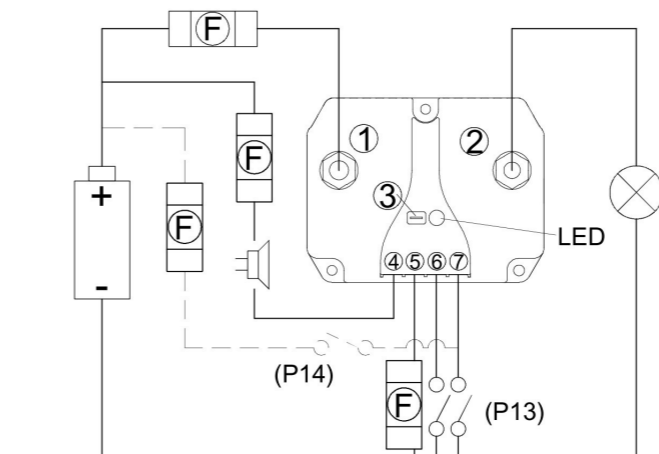 F
① ②
F
③
+
F
LED
-
④ ⑤ ⑥ ⑦
(P14)
F
(P13)